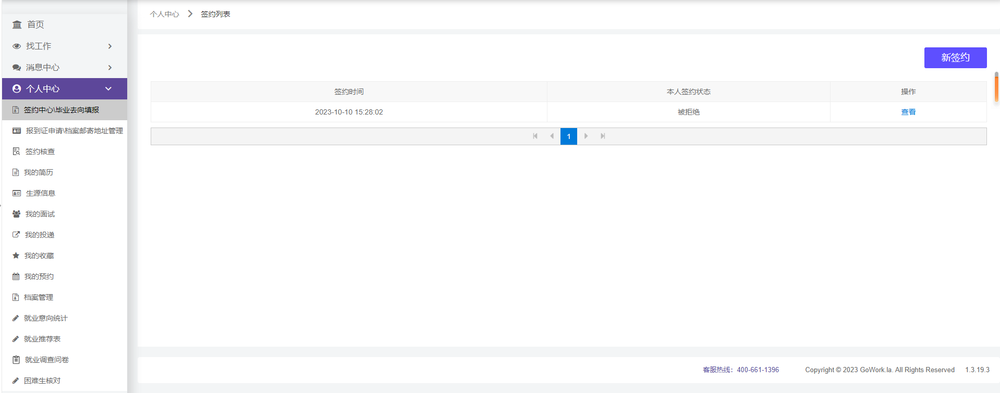 首页
找工作
消息中心
个人中心
签约中心\毕业去向填报
报到证申请\档案邮寄地址管理
签约核查
我的简历
生源信息
我的面试
我的投递
我的收藏
我的预约
档案管理
就业意向统计
就业推荐表
就业调查问卷
困难生核对
个人中心 签约列表
新签约
签约时间 本人签约状态 操作
2023-10-10 15:28:02 被拒绝 查看
1
客服热线：400-661-1396 Copyright © 2023 GoWork.la. All Rights Reserved 1.3.19.3